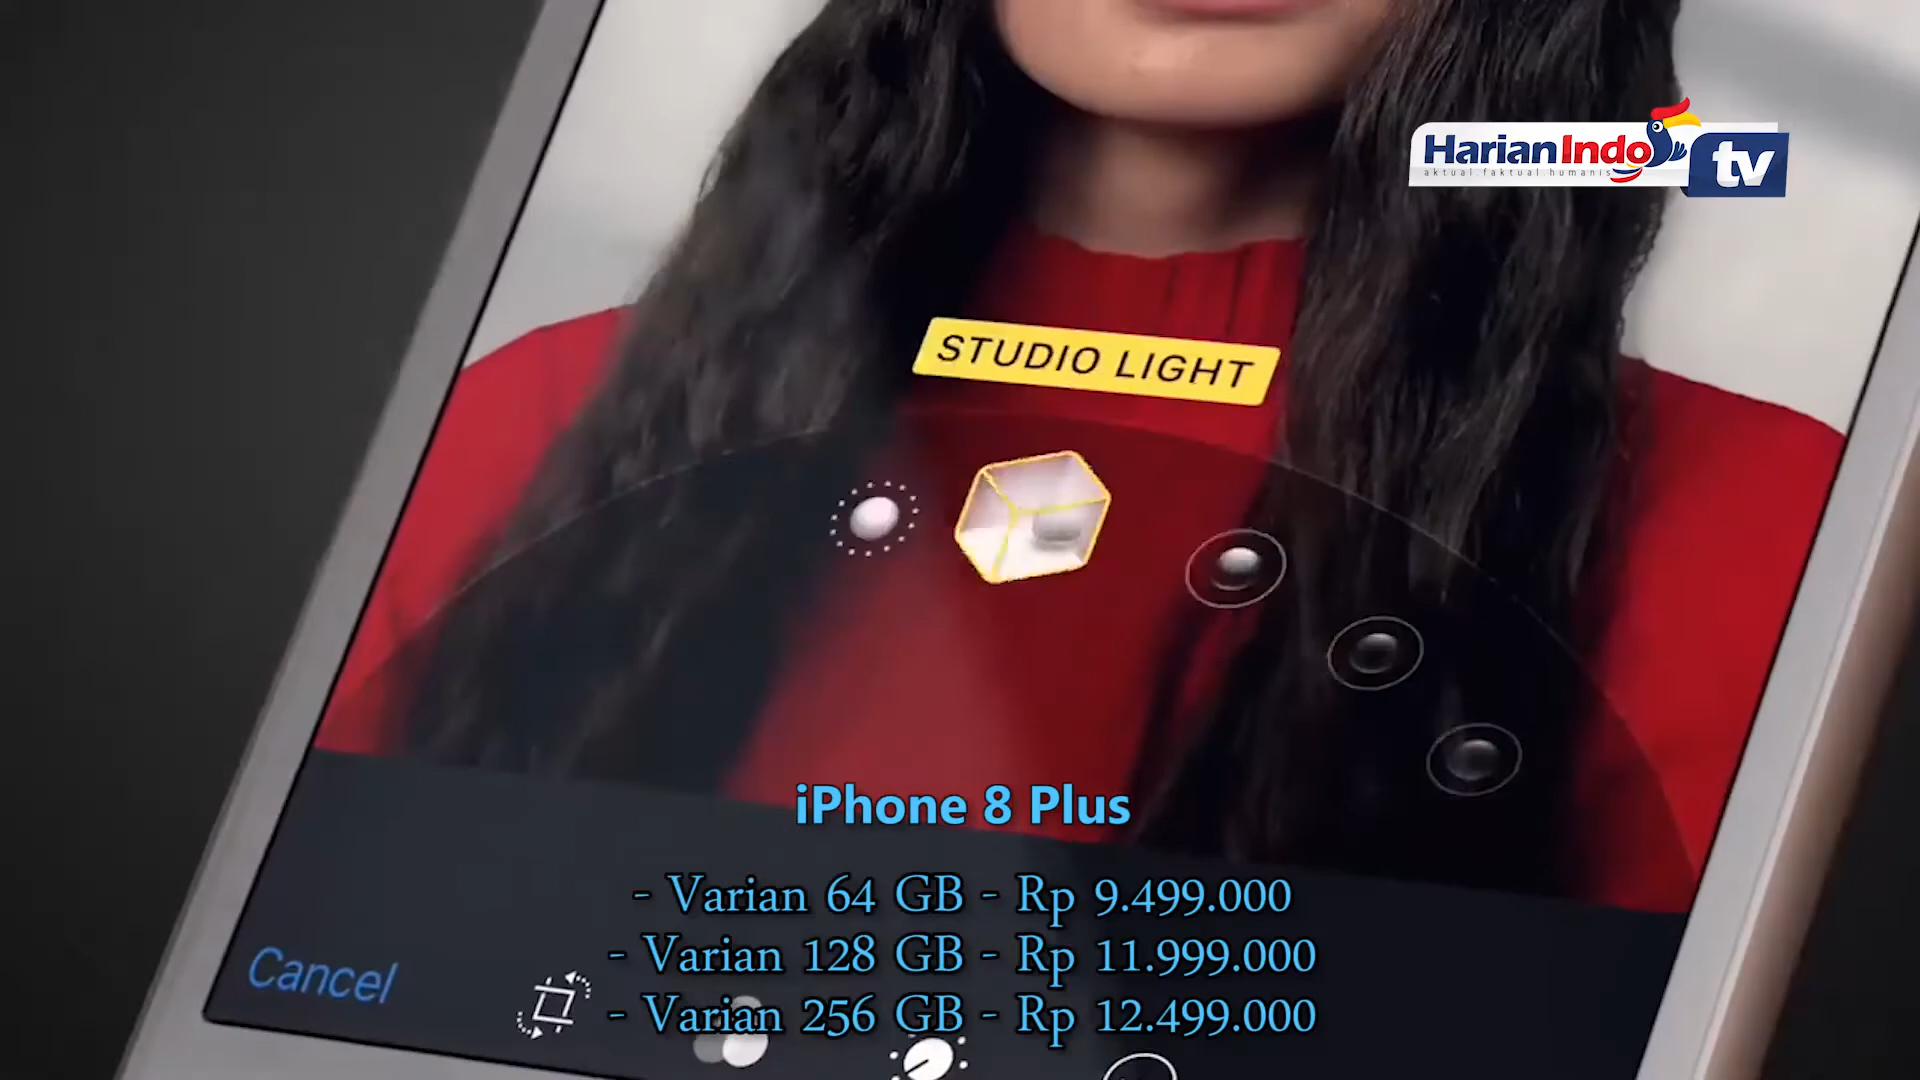 HarianIndo tv
aktual.faktual.humanis
STUDIO LIGHT
iPhone 8 Plus
- Varian 64 GB - Rp 9.499.000
- Varian 128 GB - Rp 11.999.000
- Varian 256 GB - Rp 12.499.000
Cancel